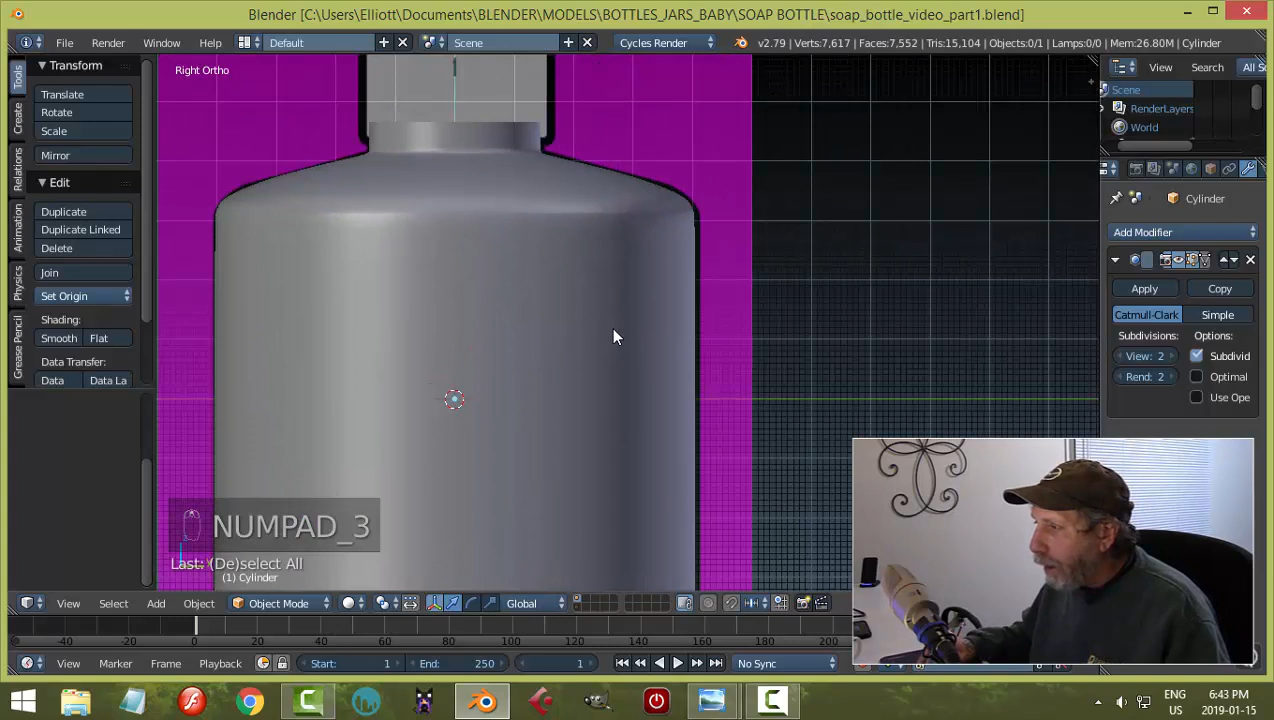 Blender [C:\Users\Elliott\Documents\BLENDER\MODELS\BOTTLES_JARS_BABY\SOAP BOTTLE\soap_bottle_video_part1.blend]
File Render Window Help Default Scene Cycles Render v2.79 | Verts:7,617 | Faces:7,552 | Tris:15,104 | Objects:0/1 | Lamps:0/0 | Mem:26.80M | Cylinder
Tools
Create
Relations
Animation
Physics
Grease Pencil
Transform
Translate
Rotate
Scale
Mirror
Edit
Duplicate
Duplicate Linked
Delete
Join
Set Origin
Shading:
Smooth Flat
Data Transfer:
Data Data La
Right Ortho
NUMPAD_3
Last: (De)select All
(1) Cylinder
View Search All S
Scene
RenderLayers
World
Cylinder
Add Modifier
Apply Copy
Catmull-Clark Simple
Subdivisions: Options:
View: 2 Subdivid
Rend: 2 Optimal
Use Ope
View Select Add Object Object Mode Global
-40 -20 0 20 40 60 80 100 120 140 160 180 200
View Marker Frame Playback Start: 1 End: 250 1 No Sync
ENG
US
6:43 PM
2019-01-15